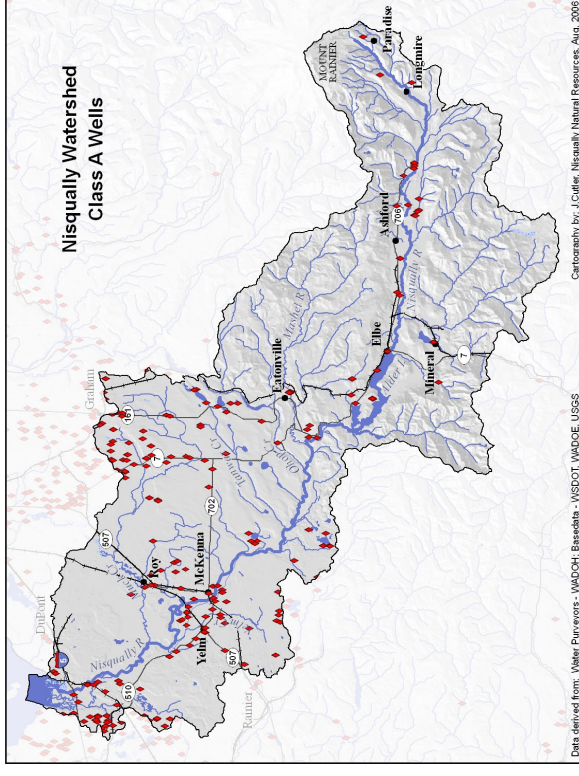 Nisqually Watershed
Class A Wells
MOUNT
RAINIER
Paradise
Longmire
Ashford
706
Nisqually R
Elbe
Mineral
7
Alder L
Mashel R
Eatonville
Ohop C
Tanwax C
Graham
161
7
702
507
Roy
McKenna
Yelm
507
Nisqually R
510
5
DuPont
Rainier
Data derived from: Water Purveyors - WADOH; Basedata - WSDOT, WADOE, USGS
Cartography by: J.Cutler, Nisqually Natural Resources, Aug, 2006